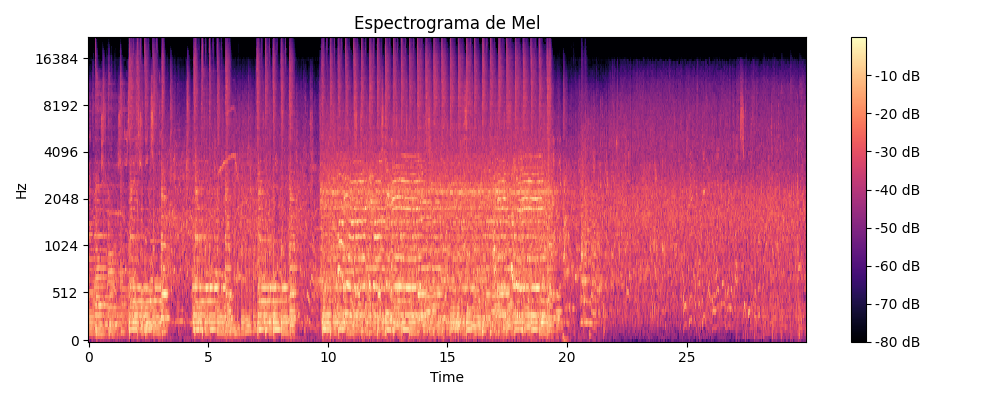 Espectrograma de Mel
Hz
16384
8192
4096
2048
1024
512
0
0 5 10 15 20 25
Time
-10 dB
-20 dB
-30 dB
-40 dB
-50 dB
-60 dB
-70 dB
-80 dB